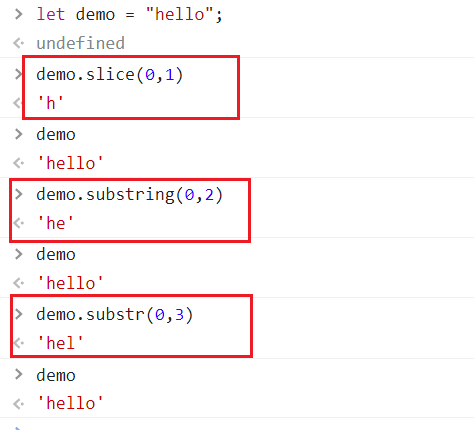 > let demo = "hello";
<· undefined
> demo.slice(0,1)
<· 'h'
> demo
<· 'hello'
> demo.substring(0,2)
<· 'he'
> demo
<· 'hello'
> demo.substr(0,3)
<· 'hel'
> demo
<· 'hello'